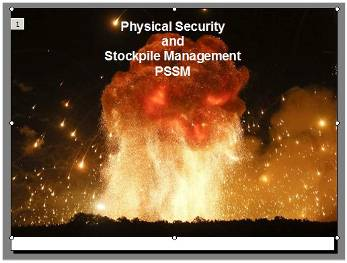 1
Physical Security
and
Stockpile Management
PSSM